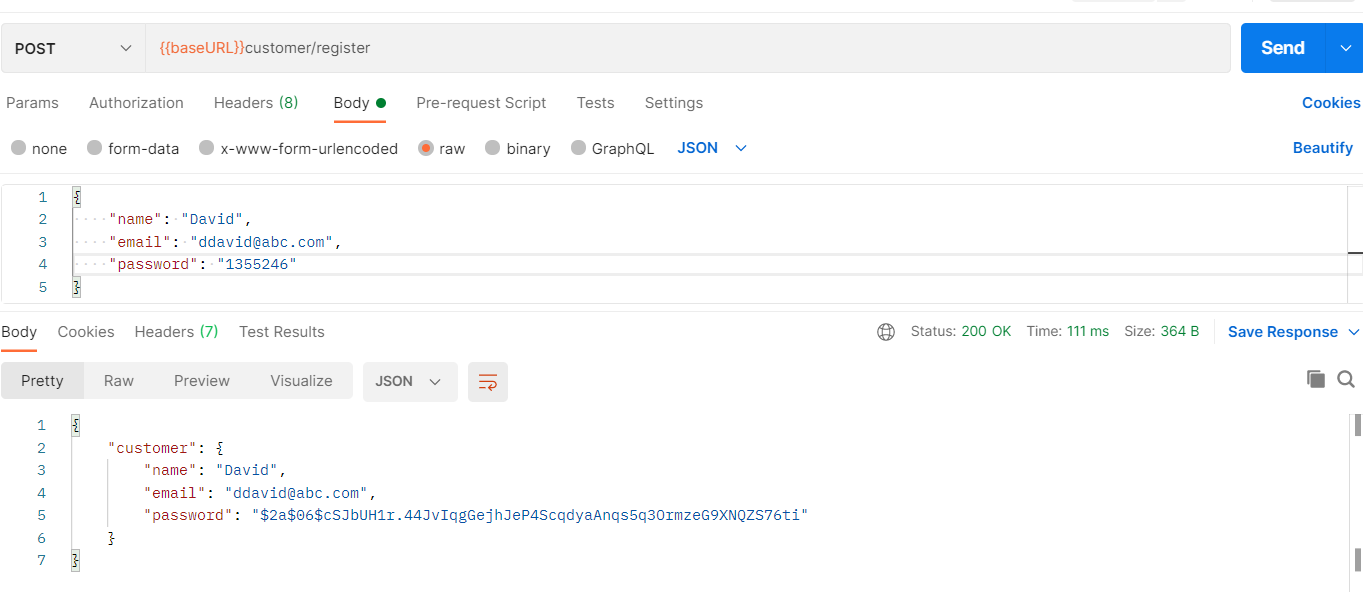 POST {{baseURL}}customer/register Send
Params Authorization Headers (8) Body Pre-request Script Tests Settings Cookies
none form-data x-www-form-urlencoded raw binary GraphQL JSON Beautify
1 {
2 "name": "David",
3 "email": "ddavid@abc.com",
4 "password": "1355246"
5 }
Body Cookies Headers (7) Test Results Status: 200 OK Time: 111 ms Size: 364 B Save Response
Pretty Raw Preview Visualize JSON
1 {
2 "customer": {
3 "name": "David",
4 "email": "ddavid@abc.com",
5 "password": "$2a$06$cSJbUH1r.44JvIqgGejhJeP4ScqdyaAnqs5q3OrmzeG9XNQZS76ti"
6 }
7 }